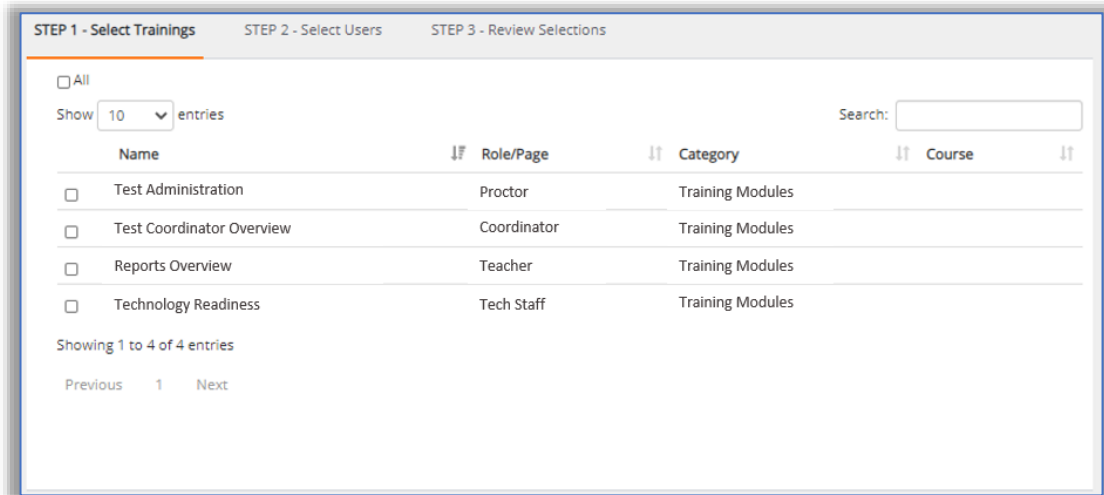 STEP 1 - Select Trainings STEP 2 - Select Users STEP 3 - Review Selections
All
Show 10 entries Search:
Name Role/Page Category Course
Test Administration Proctor Training Modules
Test Coordinator Overview Coordinator Training Modules
Reports Overview Teacher Training Modules
Technology Readiness Tech Staff Training Modules
Showing 1 to 4 of 4 entries
Previous 1 Next